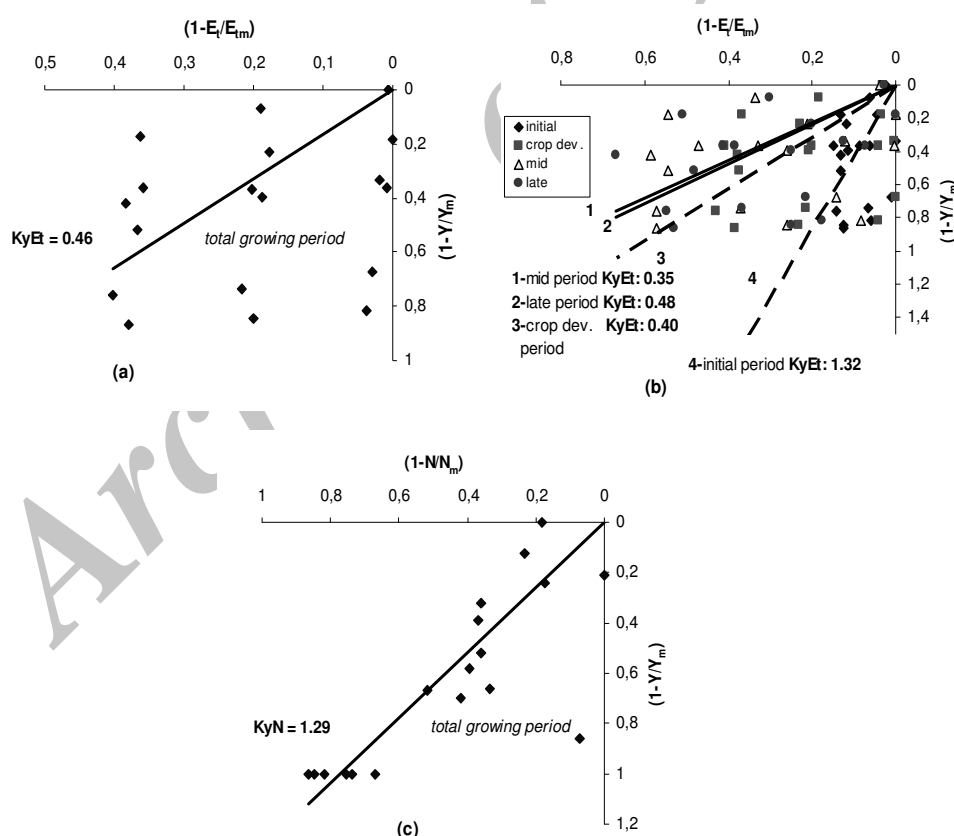 (1-Et/Etm)
0,5 0,4 0,3 0,2 0,1 0
0
0,2
0,4
0,6
0,8
1
(1-Y/Ym)
KyEt = 0.46
total growing period
(a)
(1-Et/Etm)
0,8 0,6 0,4 0,2 0
0
0,2
0,4
0,6
0,8
1
1,2
1,4
(1-Y/Ym)
initial
crop dev.
mid
late
1
2
3
4
1-mid period KyEt: 0.35
2-late period KyEt: 0.48
3-crop dev. KyEt: 0.40
period
4-initial period KyEt: 1.32
(b)
(1-N/Nm)
1 0,8 0,6 0,4 0,2 0
0
0,2
0,4
0,6
0,8
1
1,2
(1-Y/Ym)
KyN = 1.29
total growing period
(c)